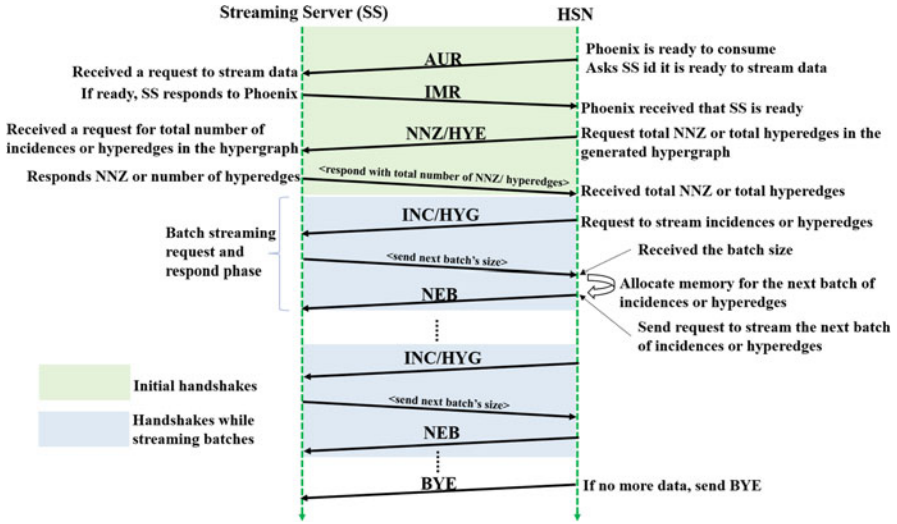 Streaming Server (SS)
HSN
AUR
Phoenix is ready to consume
Asks SS id it is ready to stream data
Received a request to stream data
If ready, SS responds to Phoenix
IMR
Phoenix received that SS is ready
Received a request for total number of
incidences or hyperedges in the hypergraph
NNZ/HYE
Request total NNZ or total hyperedges in the
generated hypergraph
Responds NNZ or number of hyperedges
<respond with total number of NNZ/ hyperedges>
Received total NNZ or total hyperedges
INC/HYG
Request to stream incidences or hyperedges
Batch streaming
request and
respond phase
<send next batch's size>
Received the batch size
Allocate memory for the next batch of
incidences or hyperedges
NEB
Send request to stream the next batch
of incidences or hyperedges
INC/HYG
Initial handshakes
<send next batch's size>
Handshakes while
streaming batches
NEB
BYE
If no more data, send BYE